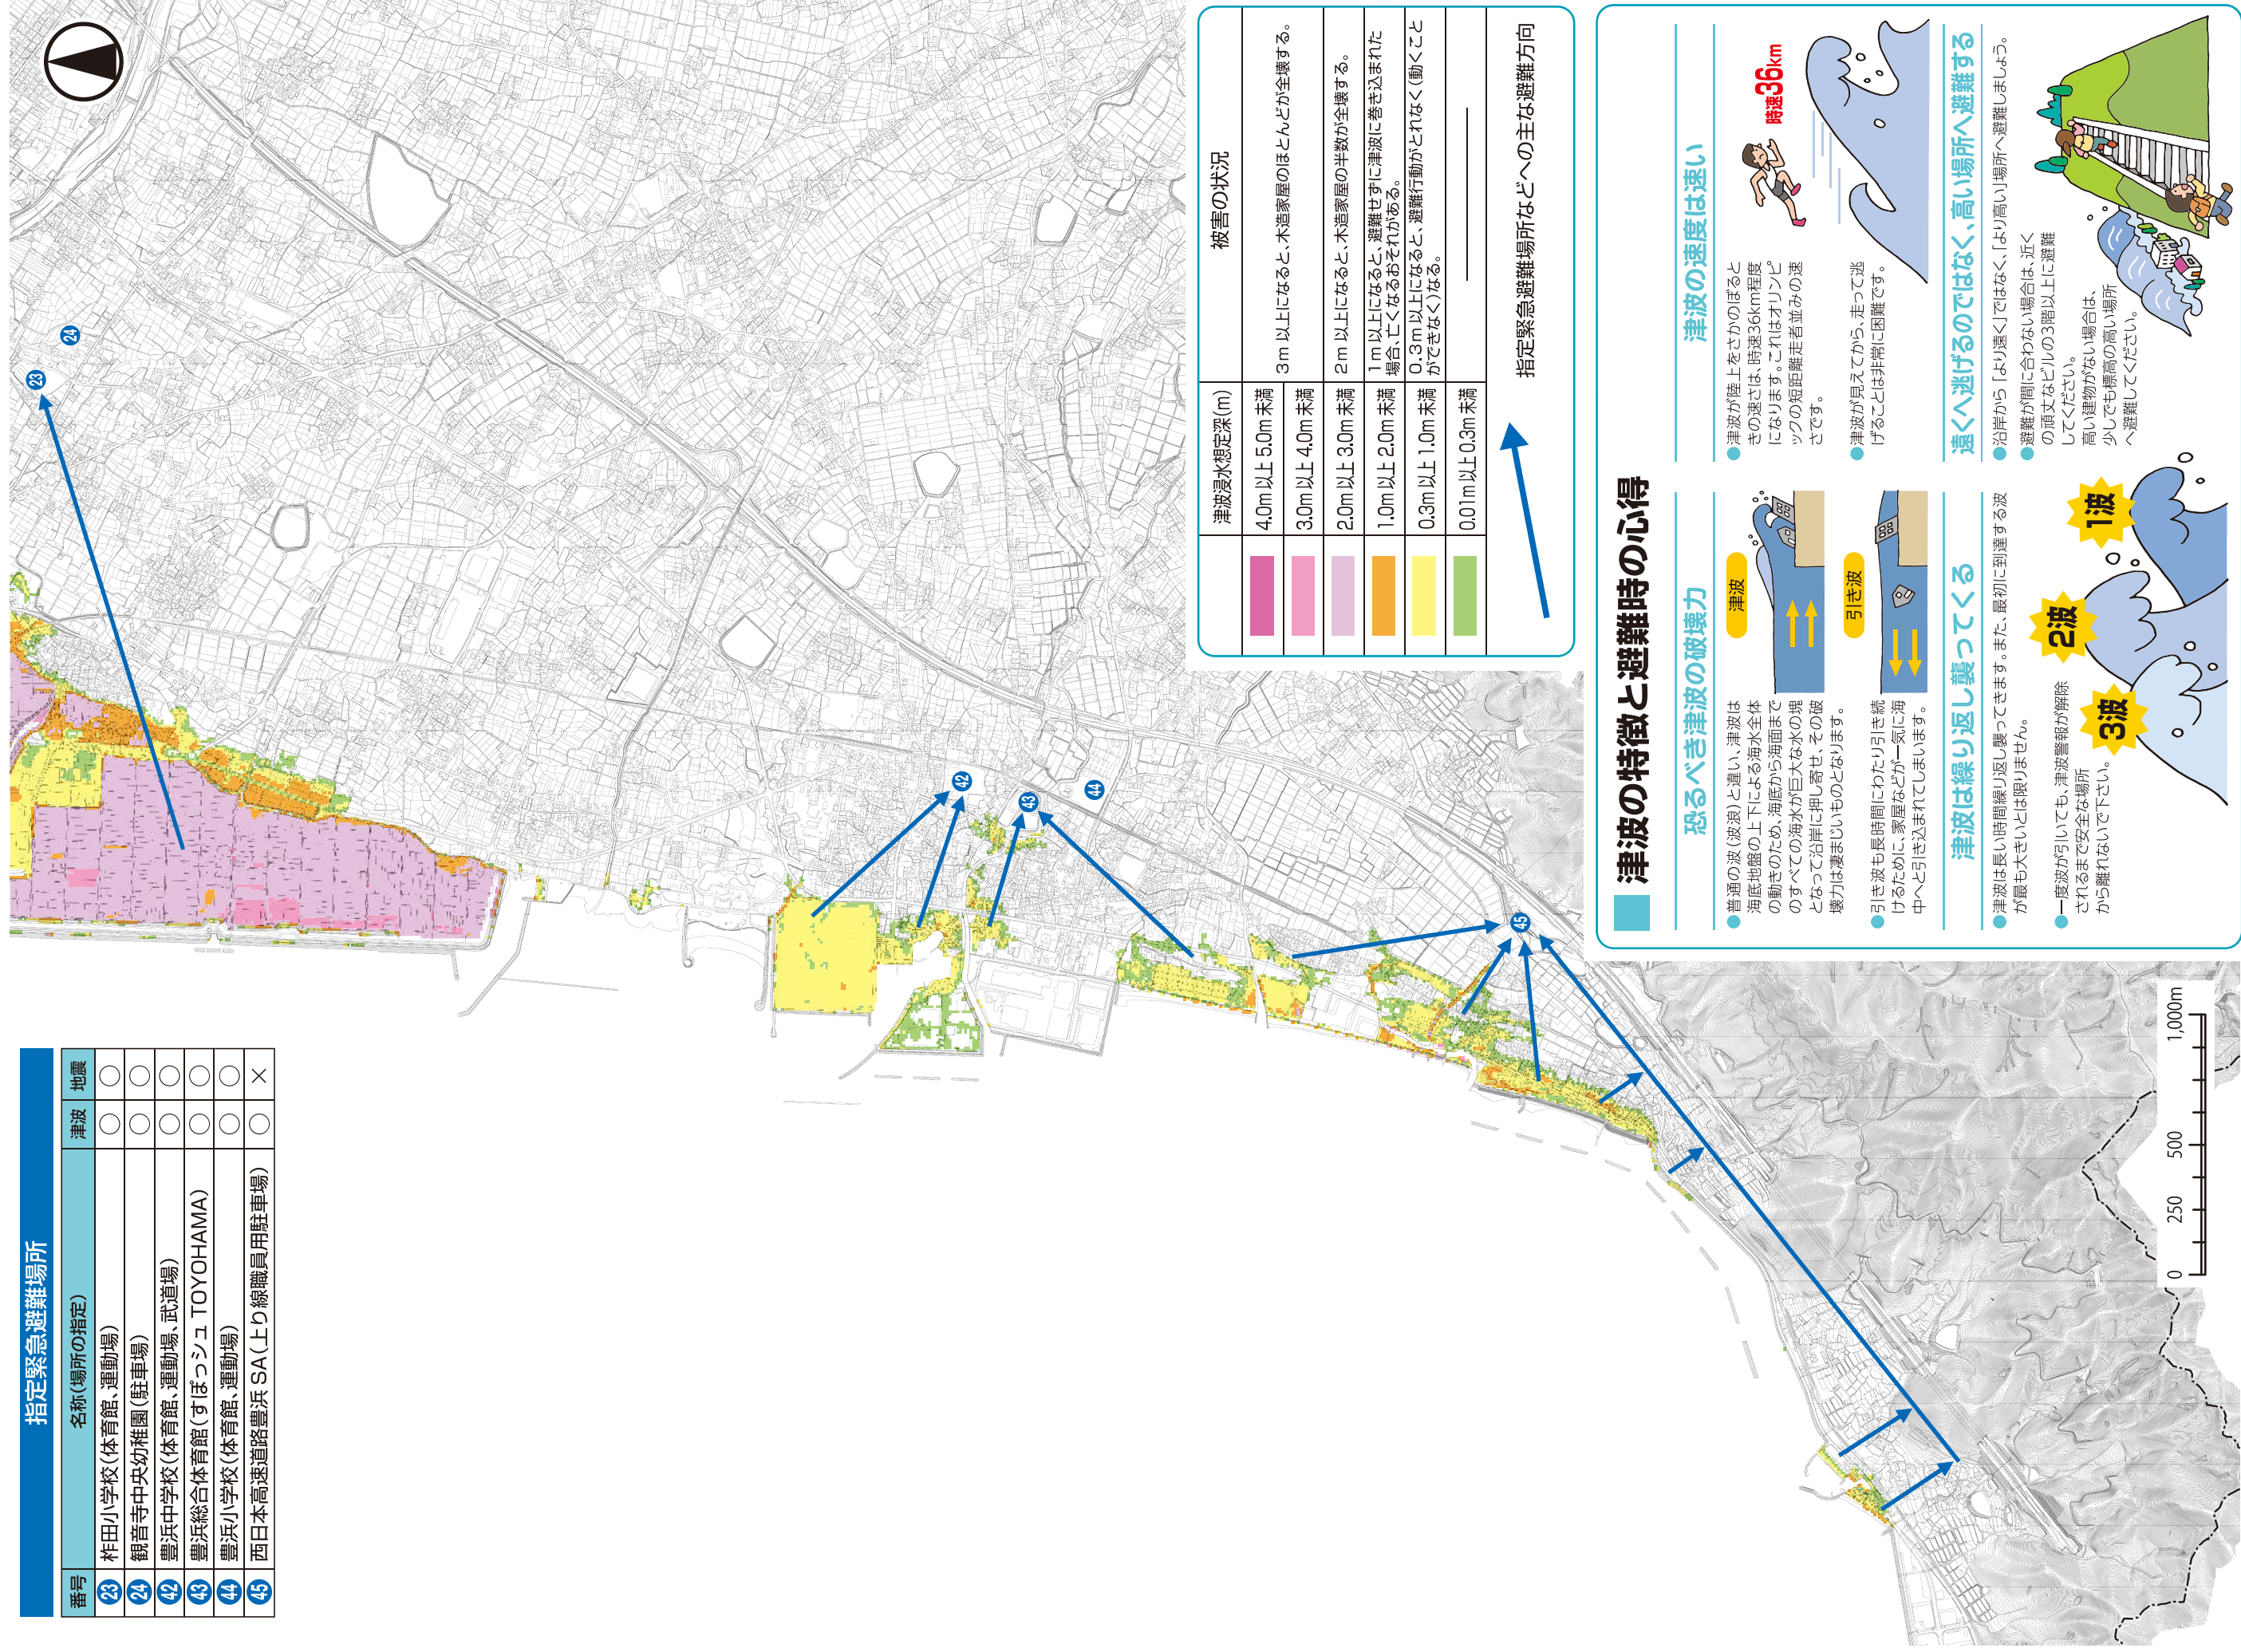 指定緊急避難場所
番号 名称（場所の指定） 津波 地震
23 柞田小学校（体育館、運動場） ○ ○
24 観音寺中央幼稚園（駐車場） ○ ○
42 豊浜中学校（体育館、運動場、武道場） ○ ○
43 豊浜総合体育館（すぽっシュ TOYOHAMA） ○ ○
44 豊浜小学校（体育館、運動場） ○ ○
45 西日本高速道路豊浜 SA（上り線職員用駐車場） ○ ×
23
24
42
43
44
45
津波浸水想定深（m） 被害の状況
4.0m 以上 5.0m 未満
3.0m 以上 4.0m 未満
3m 以上になると、木造家屋のほとんどが全壊する。
2.0m 以上 3.0m 未満 2m 以上になると、木造家屋の半数が全壊する。
1.0m 以上 2.0m 未満 1m 以上になると、避難せずに津波に巻き込まれた
場合、亡くなるおそれがある。
0.3m 以上 1.0m 未満 0.3m 以上になると、避難行動がとれなく（動くこと
ができなく）なる。
0.01m 以上 0.3m 未満
指定緊急避難場所などへの主な避難方向
津波の特徴と避難時の心得
恐るべき津波の破壊力
●普通の波（波浪）と違い、津波は
海底地盤の上下による海水全体
の動きのため、海底から海面まで
のすべての海水が巨大な水の塊
となって沿岸に押し寄せ、その破
壊力は凄まじいものとなります。
●引き波も長時間にわたり引き続
けるために、家屋などが一気に海
中へと引き込まれてしまいます。
津波
引き波
津波の速度は速い
●津波が陸上をさかのぼると
きの速さは、時速36km程度
になります。これはオリンピ
ックの短距離走者並みの速
さです。
●津波が見えてから、走って逃
げることは非常に困難です。
時速36km
津波は繰り返し襲ってくる
●津波は長い時間繰り返し襲ってきます。また、最初に到達する波
が最も大きいとは限りません。
●一度波が引いても、津波警報が解除
されるまで安全な場所
から離れないで下さい。
1波
2波
3波
遠くへ逃げるのではなく、高い場所へ避難する
●沿岸から「より遠く」ではなく、「より高い」場所へ避難しましょう。
●避難が間に合わない場合は、近く
の頑丈なビルの３階以上に避難
してください。
高い建物がない場合は、
少しでも標高の高い場所
へ避難してください。
0 250 500 1,000m